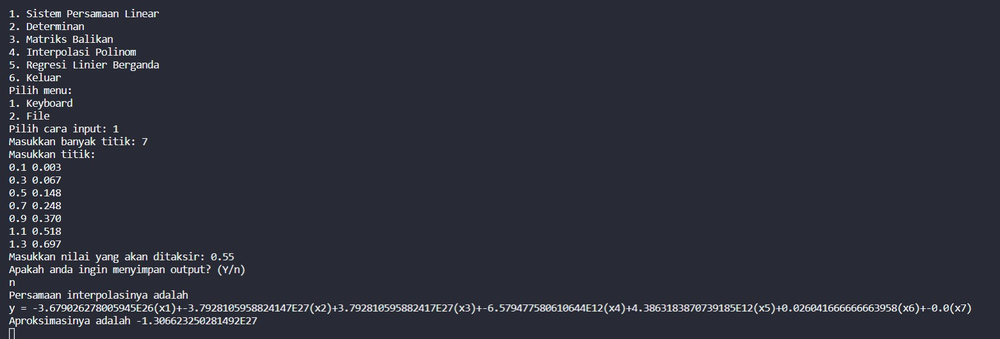 1. Sistem Persamaan Linear
2. Determinan
3. Matriks Balikan
4. Interpolasi Polinom
5. Regresi Linier Berganda
6. Keluar
Pilih menu:
1. Keyboard
2. File
Pilih cara input: 1
Masukkan banyak titik: 7
Masukkan titik:
0.1 0.003
0.3 0.067
0.5 0.148
0.7 0.248
0.9 0.370
1.1 0.518
1.3 0.697
Masukkan nilai yang akan ditaksir: 0.55
Apakah anda ingin menyimpan output? (Y/n)
n
Persamaan interpolasinya adalah
y = -3.679026278005945E26(x1)+-3.7928105958824147E27(x2)+3.792810595882417E27(x3)+-6.579477580610644E12(x4)+4.3863183870739185E12(x5)+0.026041666666663958(x6)+-0.0(x7)
Aproksimasinya adalah -1.306623250281492E27